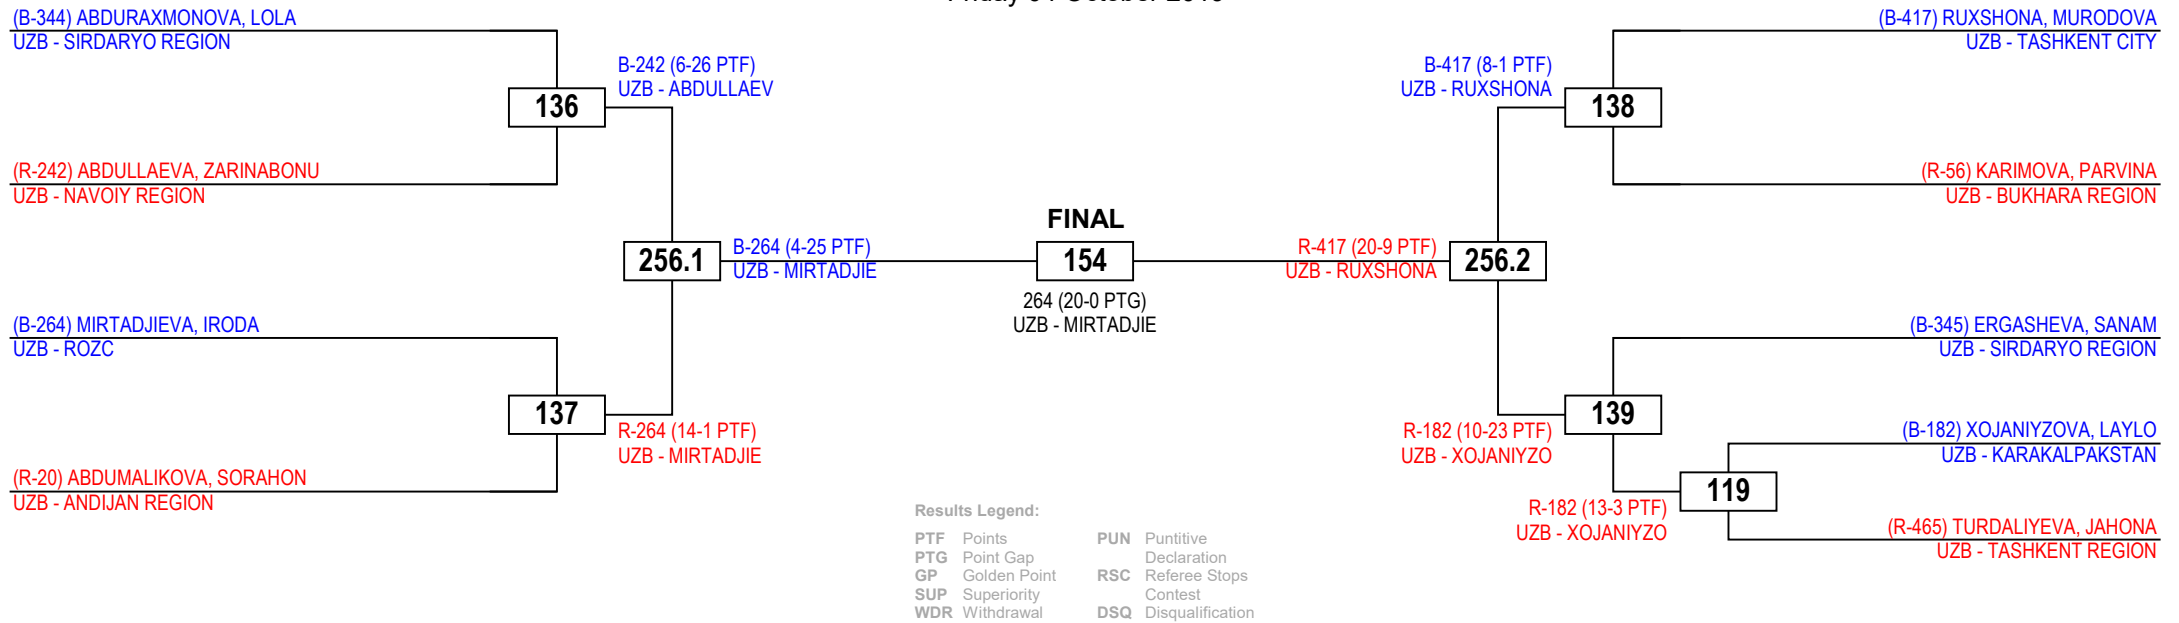 (B-344) ABDURAXMONOVA, LOLA
UZB - SIRDARYO REGION
(R-242) ABDULLAEVA, ZARINABONU
UZB - NAVOIY REGION
(B-264) MIRTADJIEVA, IRODA
UZB - ROZC
(R-20) ABDUMALIKOVA, SORAHON
UZB - ANDIJAN REGION
136
B-242 (6-26 PTF)
UZB - ABDULLAEV
137
R-264 (14-1 PTF)
UZB - MIRTADJIE
256.1
B-264 (4-25 PTF)
UZB - MIRTADJIE
FINAL
154
264 (20-0 PTG)
UZB - MIRTADJIE
R-417 (20-9 PTF)
UZB - RUXSHONA
256.2
B-417 (8-1 PTF)
UZB - RUXSHONA
138
R-182 (10-23 PTF)
UZB - XOJANIYZO
139
R-182 (13-3 PTF)
UZB - XOJANIYZO
119
(B-417) RUXSHONA, MURODOVA
UZB - TASHKENT CITY
(R-56) KARIMOVA, PARVINA
UZB - BUKHARA REGION
(B-345) ERGASHEVA, SANAM
UZB - SIRDARYO REGION
(B-182) XOJANIYZOVA, LAYLO
UZB - KARAKALPAKSTAN
(R-465) TURDALIYEVA, JAHONA
UZB - TASHKENT REGION
Results Legend:
PTF Points
PTG Point Gap
GP Golden Point
SUP Superiority
WDR Withdrawal
PUN Puntitive
Declaration
RSC Referee Stops
Contest
DSQ Disqualification